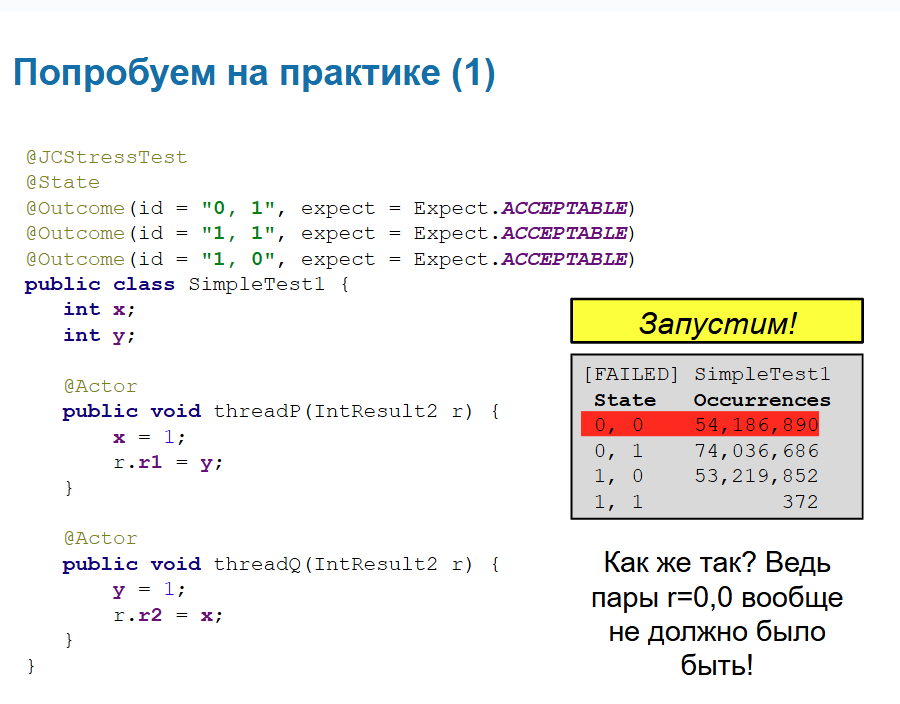 Попробуем на практике (1)
@JCStressTest
@State
@Outcome(id = "0, 1", expect = Expect.ACCEPTABLE)
@Outcome(id = "1, 1", expect = Expect.ACCEPTABLE)
@Outcome(id = "1, 0", expect = Expect.ACCEPTABLE)
public class SimpleTest1 {
int x;
int y;
@Actor
public void threadP(IntResult2 r) {
x = 1;
r.r1 = y;
}
@Actor
public void threadQ(IntResult2 r) {
y = 1;
r.r2 = x;
}
}
Запустим!
[FAILED] SimpleTest1
State Occurrences
0, 0 54,186,890
0, 1 74,036,686
1, 0 53,219,852
1, 1 372
Как же так? Ведь
пары r=0,0 вообще
не должно было
быть!